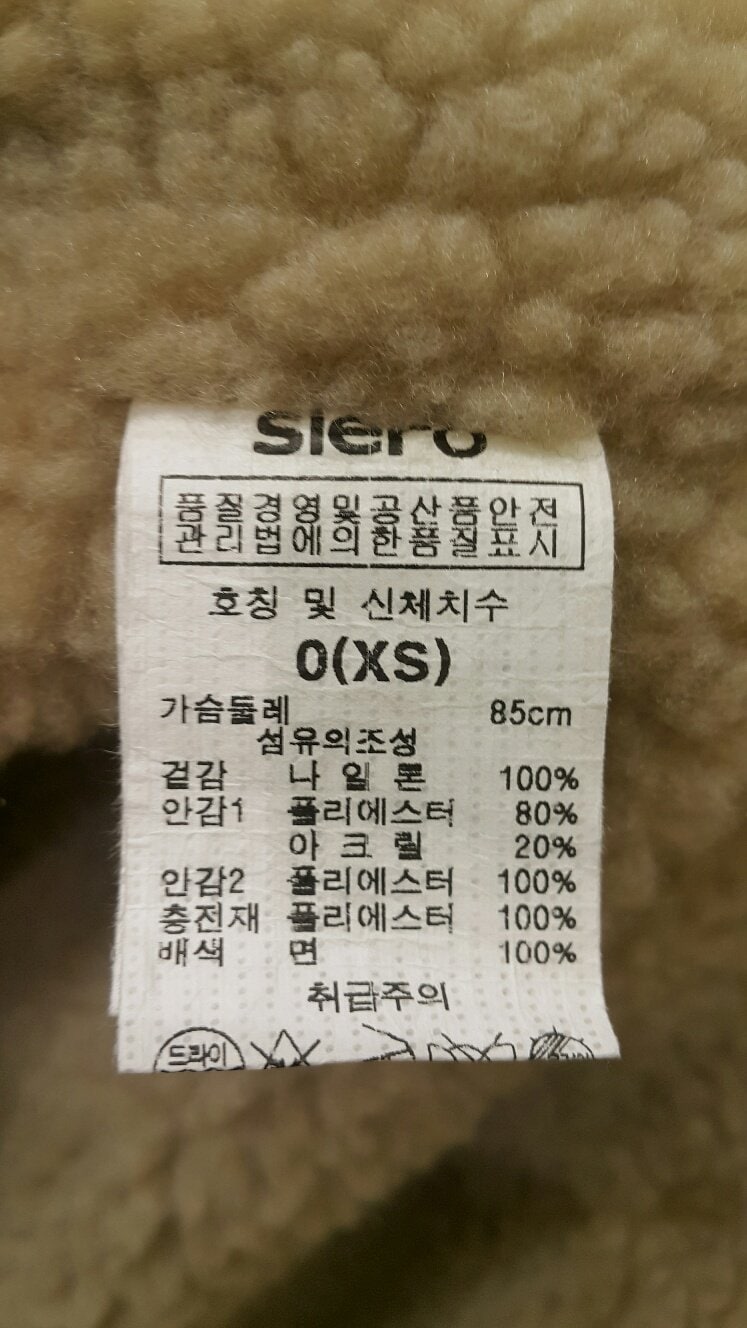 siero
품질경영및공산품안전
관리법에의한품질표시
호칭 및 신체치수
0(XS)
가슴둘레 85cm
섬유의조성
겉감 나 일 론 100%
안감1 폴리에스터 80%
아 크 릴 20%
안감2 폴리에스터 100%
충전재 폴리에스터 100%
배색 면 100%
취급주의
드라이